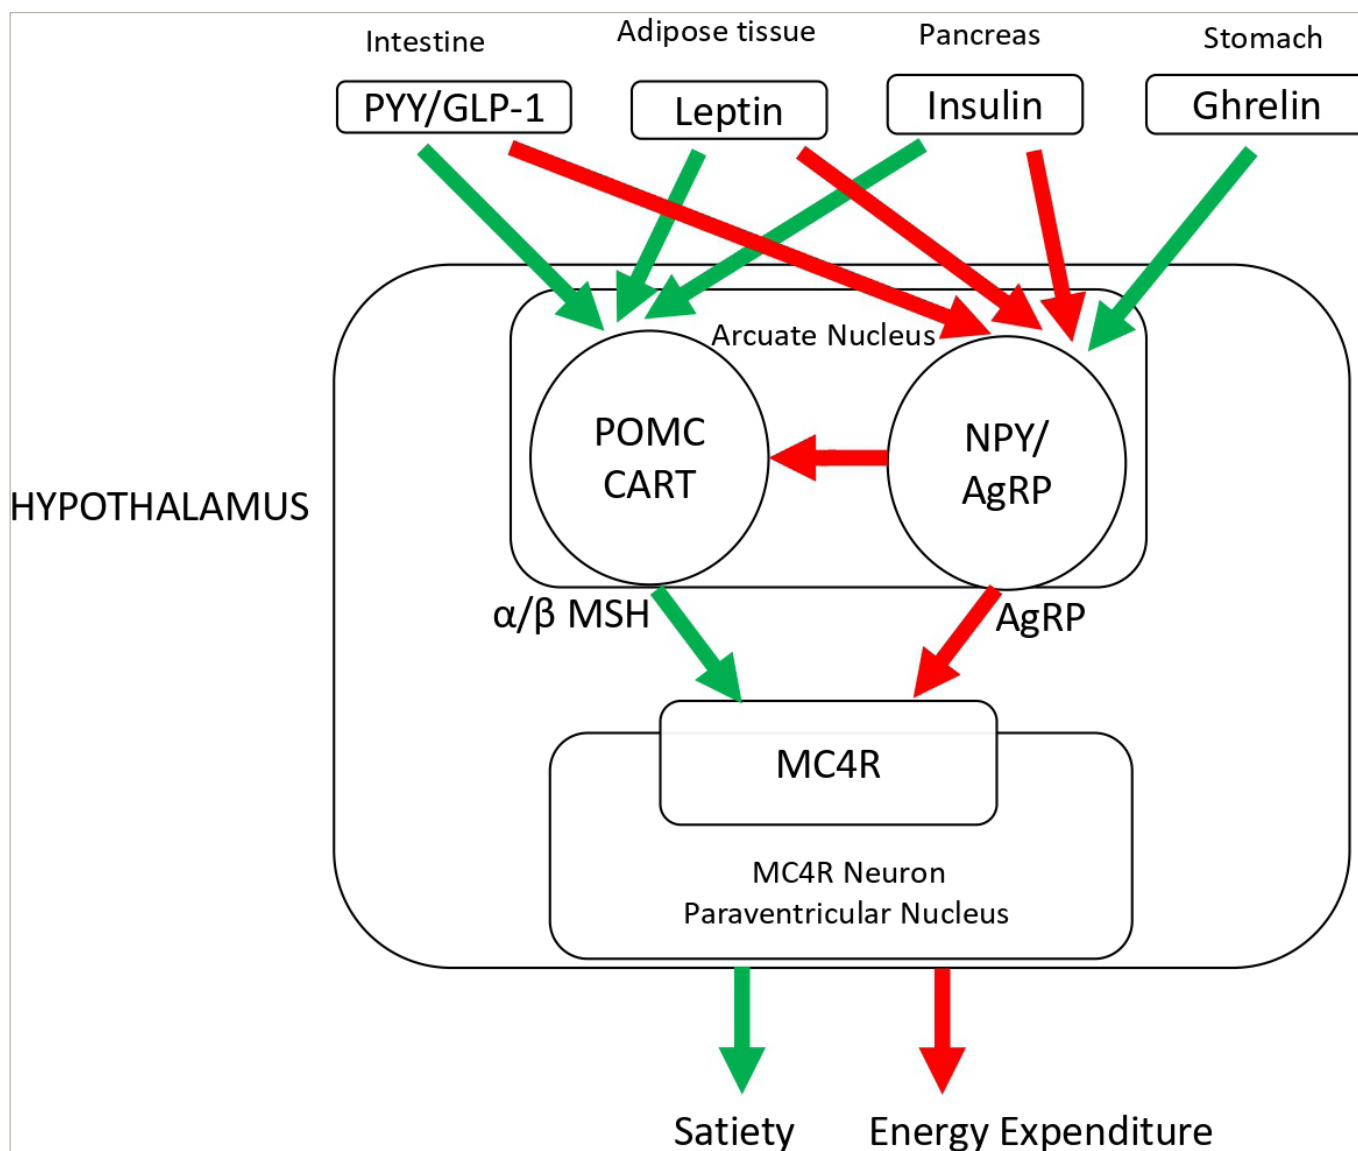 Intestine
Adipose tissue
Pancreas
Stomach
PYY/GLP-1
Leptin
Insulin
Ghrelin
Arcuate Nucleus
POMC
CART
NPY/
AgRP
HYPOTHALAMUS
α/β MSH
AgRP
MC4R
MC4R Neuron
Paraventricular Nucleus
Satiety
Energy Expenditure